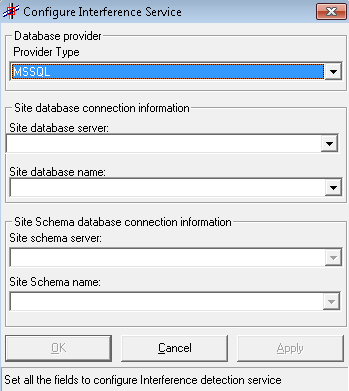 Configure Interference Service
Database provider
Provider Type
MSSQL
Site database connection information
Site database server:
Site database name:
Site Schema database connection information
Site schema server:
Site Schema name:
OK
Cancel
Apply
Set all the fields to configure Interference detection service